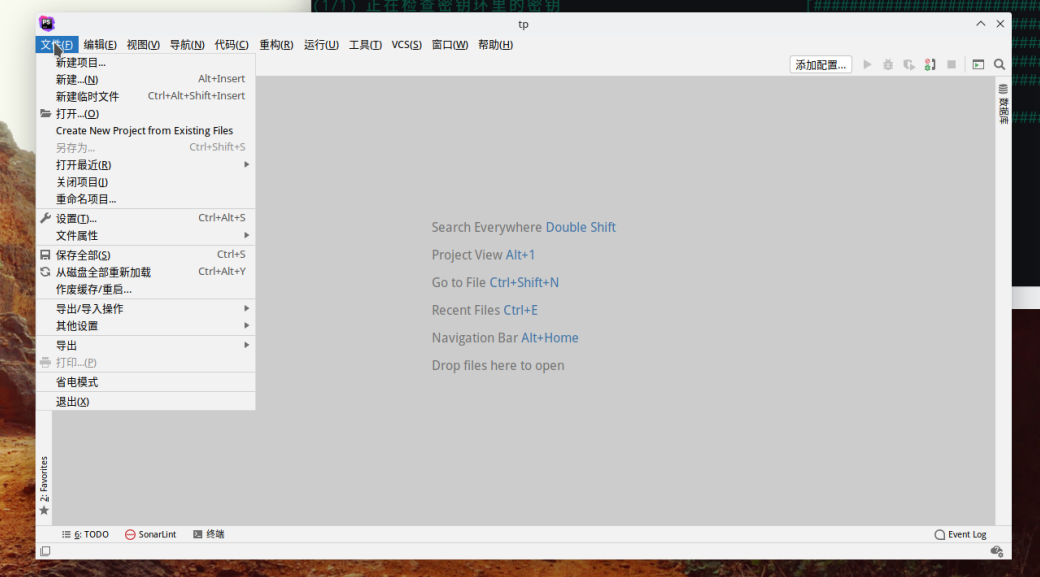 (1/1) 正在检查密钥环里的密钥
tp
文件(F) 编辑(E) 视图(V) 导航(N) 代码(C) 重构(R) 运行(U) 工具(T) VCS(S) 窗口(W) 帮助(H)
添加配置...
新建项目...
新建...(N) Alt+Insert
新建临时文件 Ctrl+Alt+Shift+Insert
打开...(O)
Create New Project from Existing Files
另存为... Ctrl+Shift+S
打开最近(R)
关闭项目(J)
重命名项目...
设置(T)... Ctrl+Alt+S
文件属性
保存全部(S) Ctrl+S
从磁盘全部重新加载 Ctrl+Alt+Y
作废缓存/重启...
导出/导入操作
其他设置
导出
打印...(P)
省电模式
退出(X)
Search Everywhere Double Shift
Project View Alt+1
Go to File Ctrl+Shift+N
Recent Files Ctrl+E
Navigation Bar Alt+Home
Drop files here to open
数据库
2: Favorites
6: TODO SonarLint 终端 Event Log